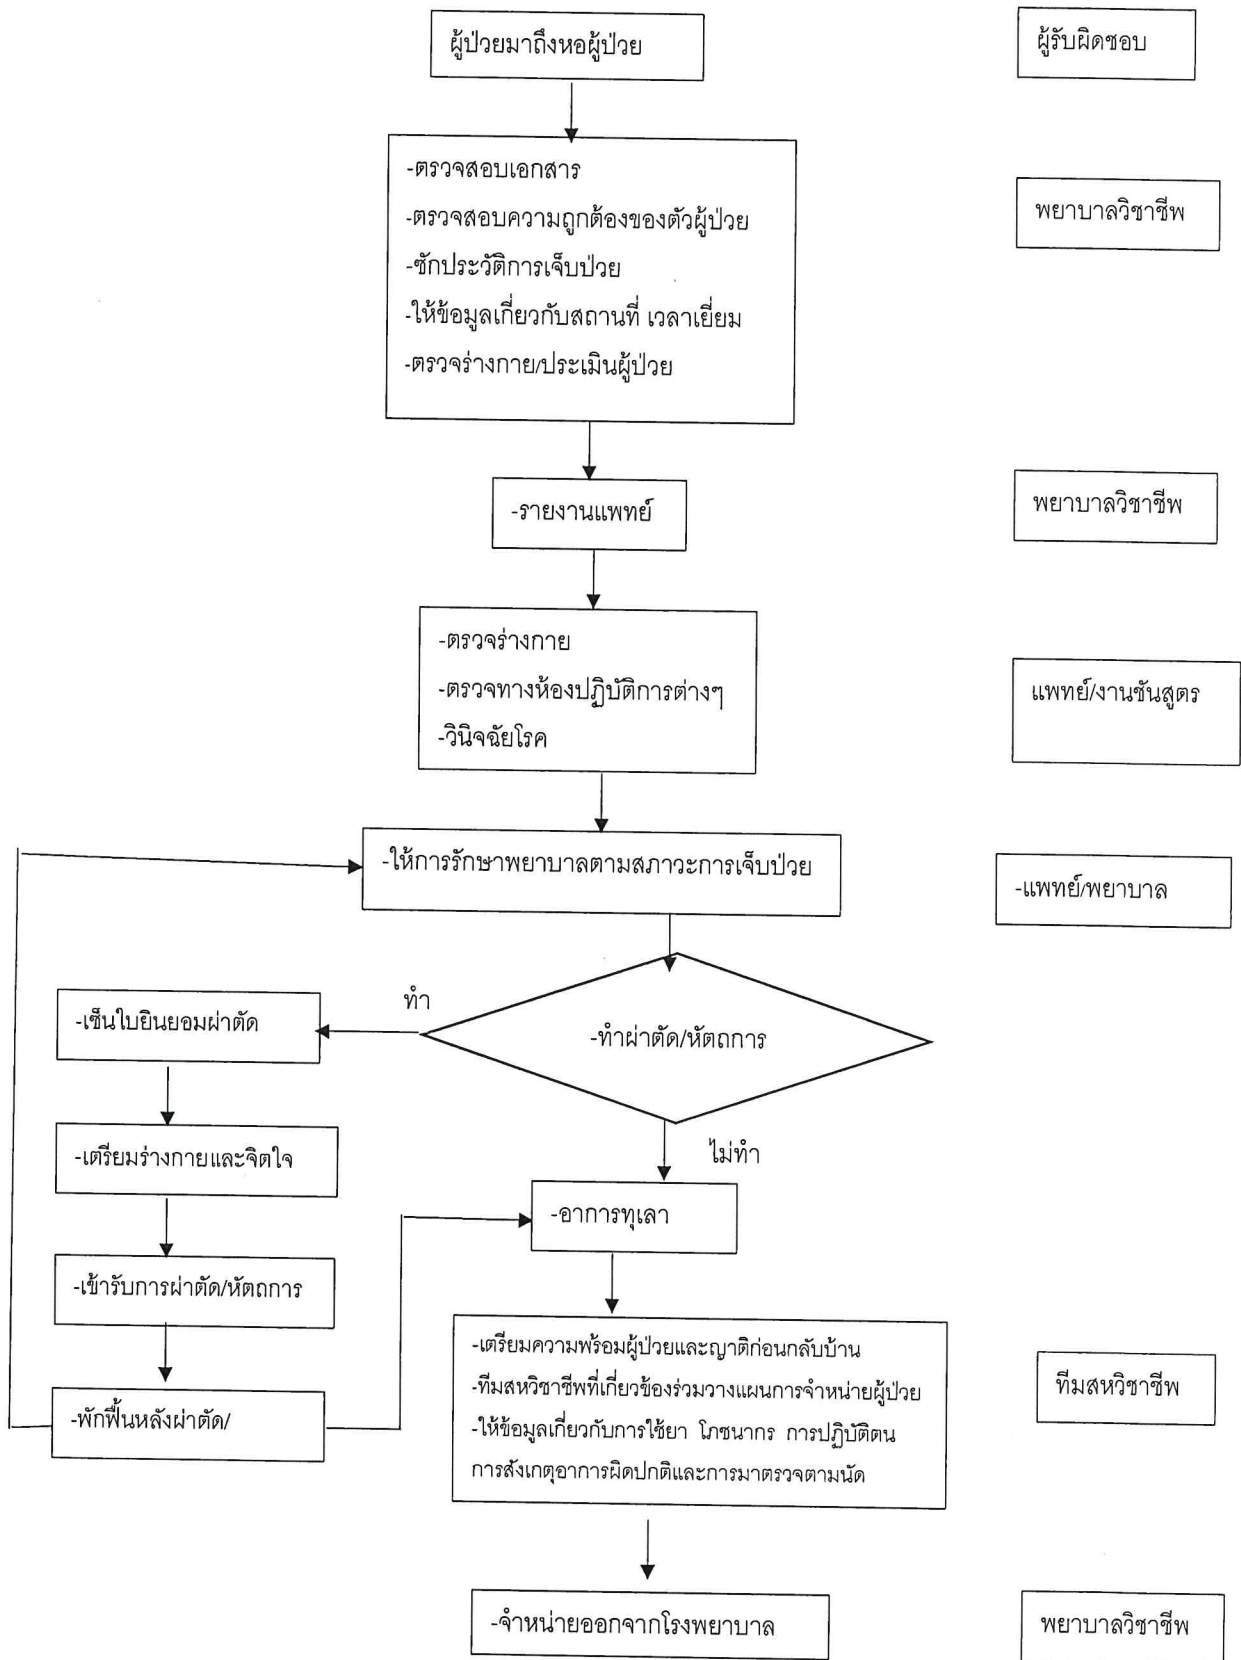 ผู้ป่วยมาถึงหอผู้ป่วย
ผู้รับผิดชอบ
-ตรวจสอบเอกสาร
-ตรวจสอบความถูกต้องของตัวผู้ป่วย
-ซักประวัติการเจ็บป่วย
-ให้ข้อมูลเกี่ยวกับสถานที่ เวลาเยี่ยม
-ตรวจร่างกาย/ประเมินผู้ป่วย
พยาบาลวิชาชีพ
-รายงานแพทย์
พยาบาลวิชาชีพ
-ตรวจร่างกาย
-ตรวจทางห้องปฏิบัติการต่างๆ
-วินิจฉัยโรค
แพทย์/งานชันสูตร
-ให้การรักษาพยาบาลตามสภาวะการเจ็บป่วย
-แพทย์/พยาบาล
-ทำผ่าตัด/หัตถการ
ทำ
-เซ็นใบยินยอมผ่าตัด
-เตรียมร่างกายและจิตใจ
-เข้ารับการผ่าตัด/หัตถการ
-พักฟื้นหลังผ่าตัด/
ไม่ทำ
-อาการทุเลา
-เตรียมความพร้อมผู้ป่วยและญาติก่อนกลับบ้าน
-ทีมสหวิชาชีพที่เกี่ยวข้องร่วมวางแผนการจำหน่ายผู้ป่วย
-ให้ข้อมูลเกี่ยวกับการใช้ยา โภชนากร การปฏิบัติตน
การสังเกตุอาการผิดปกติและการมาตรวจตามนัด
ทีมสหวิชาชีพ
-จำหน่ายออกจากโรงพยาบาล
พยาบาลวิชาชีพ